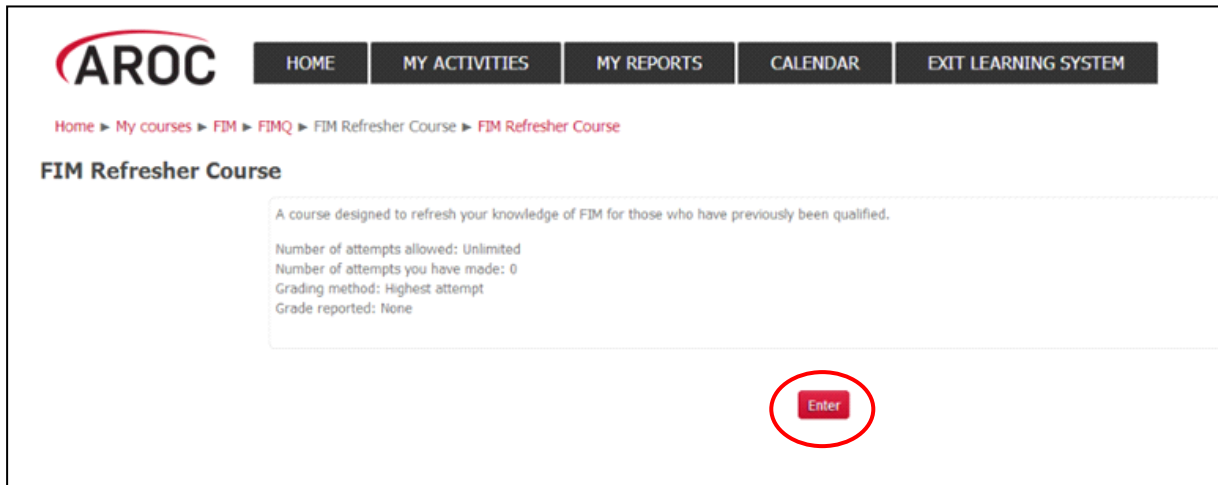 AROC
HOME MY ACTIVITIES MY REPORTS CALENDAR EXIT LEARNING SYSTEM
Home ► My courses ► FIM ► FIMQ ► FIM Refresher Course ► FIM Refresher Course
FIM Refresher Course
A course designed to refresh your knowledge of FIM for those who have previously been qualified.
Number of attempts allowed: Unlimited
Number of attempts you have made: 0
Grading method: Highest attempt
Grade reported: None
Enter